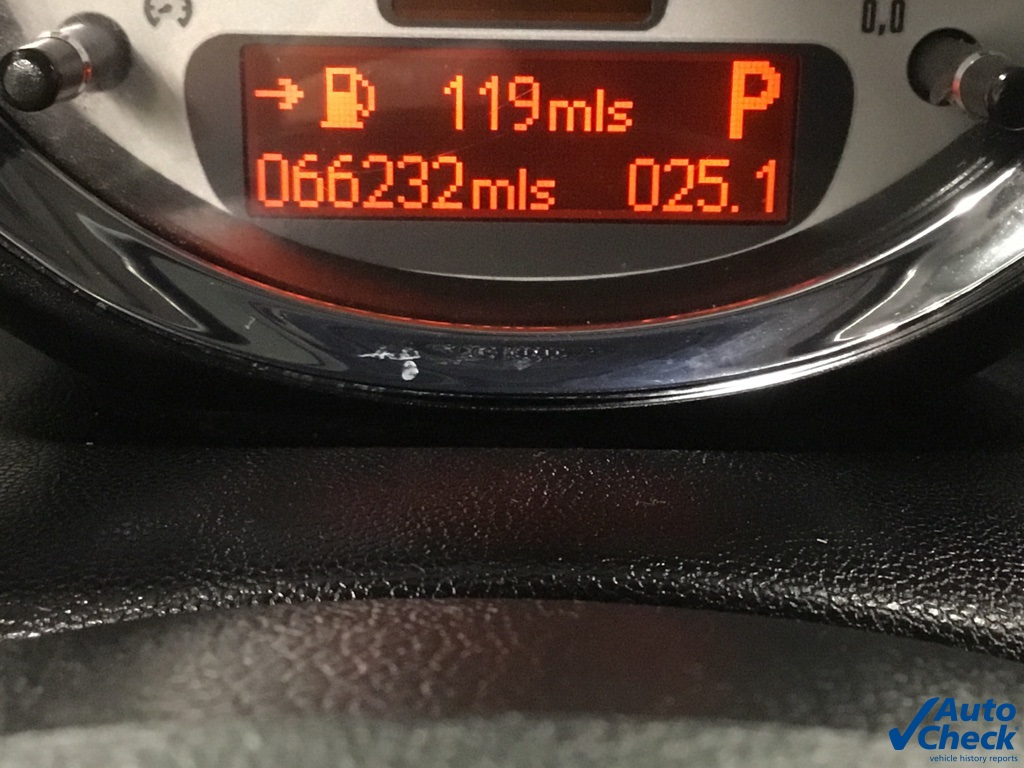 0,0
→ 119mls P
066232mls 025.1
Auto
Check
vehicle history reports